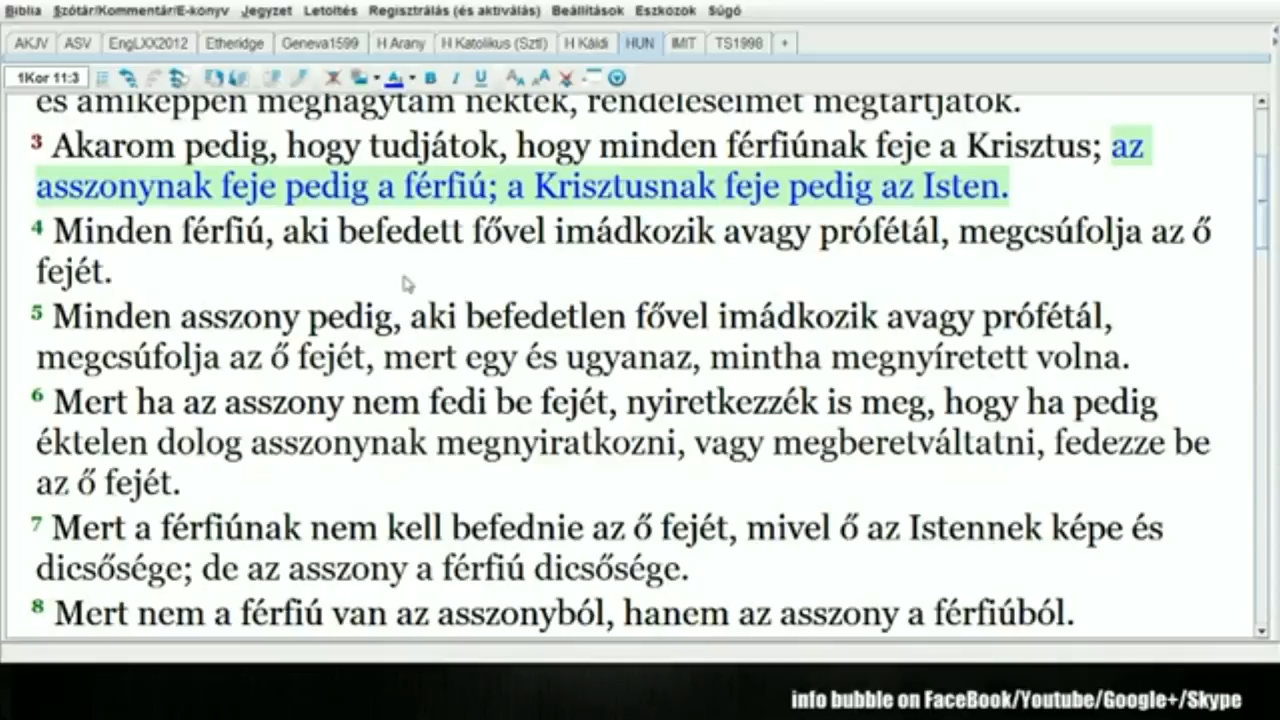 Biblia Szótár/Kommentár/E-könyv Jegyzet Letoltés Regisztrálás (és aktiválás) Beállítások Eszközök Súgó
AKJV ASV EngLXX2012 Etheridge Geneva1599 H Arany H Katolikus (Sztl) H Káldi HUN IMIT TS1998 +
1Kor 11:3 B I U
és amiképpen meghagytam néktek, rendeléseimet megtartjátok.
3 Akarom pedig, hogy tudjátok, hogy minden férfiúnak feje a Krisztus; az
asszonynak feje pedig a férfiú; a Krisztusnak feje pedig az Isten.
4 Minden férfiú, aki befedett fővel imádkozik avagy prófétál, megcsúfolja az ő
fejét.
5 Minden asszony pedig, aki befedetlen fővel imádkozik avagy prófétál,
megcsúfolja az ő fejét, mert egy és ugyanaz, mintha megnyíretett volna.
6 Mert ha az asszony nem fedi be fejét, nyiretkezzék is meg, hogy ha pedig
éktelen dolog asszonynak megnyiratkozni, vagy megberetváltatni, fedezze be
az ő fejét.
7 Mert a férfiúnak nem kell befednie az ő fejét, mivel ő az Istennek képe és
dicsősége; de az asszony a férfiú dicsősége.
8 Mert nem a férfiú van az asszonyból, hanem az asszony a férfiúból.
info bubble on FaceBook/Youtube/Google+/Skype